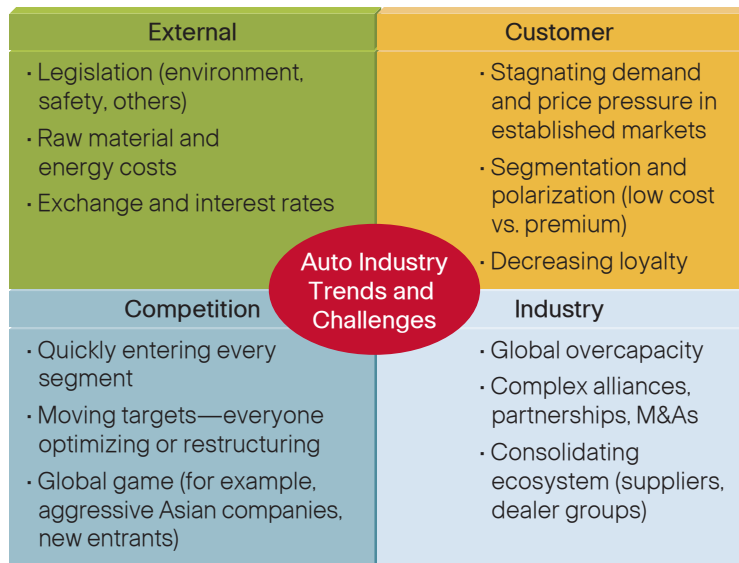 External
· Legislation (environment,
safety, others)
· Raw material and
energy costs
· Exchange and interest rates
Customer
· Stagnating demand
and price pressure in
established markets
· Segmentation and
polarization (low cost
vs. premium)
· Decreasing loyalty
Auto Industry
Trends and
Challenges
Competition
· Quickly entering every
segment
· Moving targets—everyone
optimizing or restructuring
· Global game (for example,
aggressive Asian companies,
new entrants)
Industry
· Global overcapacity
· Complex alliances,
partnerships, M&As
· Consolidating
ecosystem (suppliers,
dealer groups)